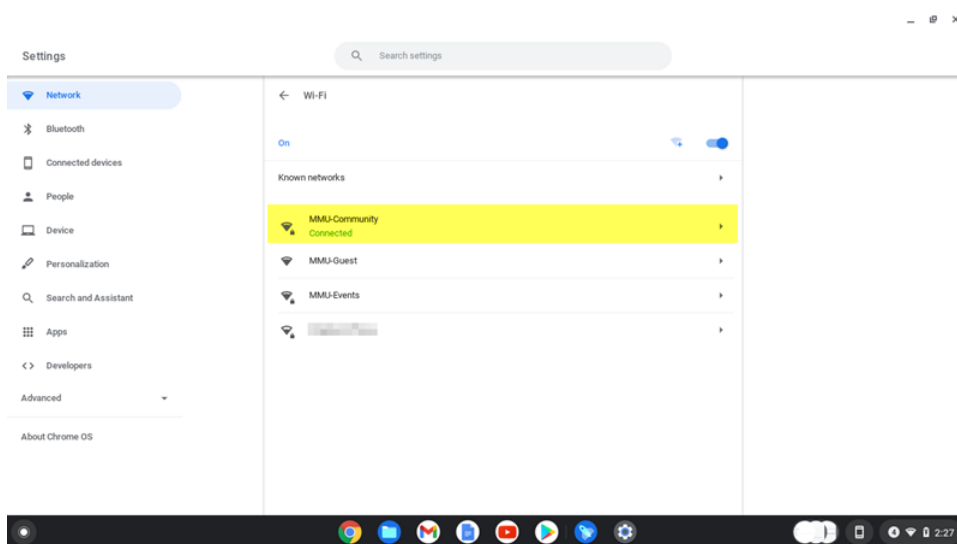 Settings
Search settings
Network
Bluetooth
Connected devices
People
Device
Personalization
Search and Assistant
Apps
Developers
Advanced
About Chrome OS
Wi-Fi
On
Known networks
MMU-Community
Connected
MMU-Guest
MMU-Events
4
2:27